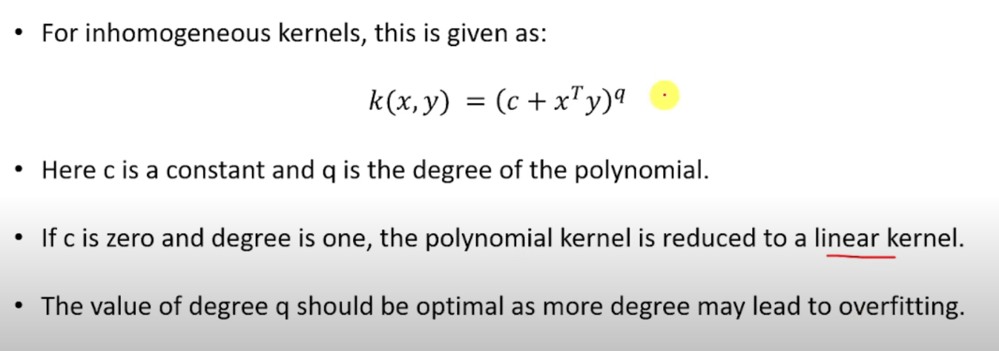 • For inhomogeneous kernels, this is given as:
k(x, y) = (c + xᵀy)^q
• Here c is a constant and q is the degree of the polynomial.
• If c is zero and degree is one, the polynomial kernel is reduced to a linear kernel.
• The value of degree q should be optimal as more degree may lead to overfitting.